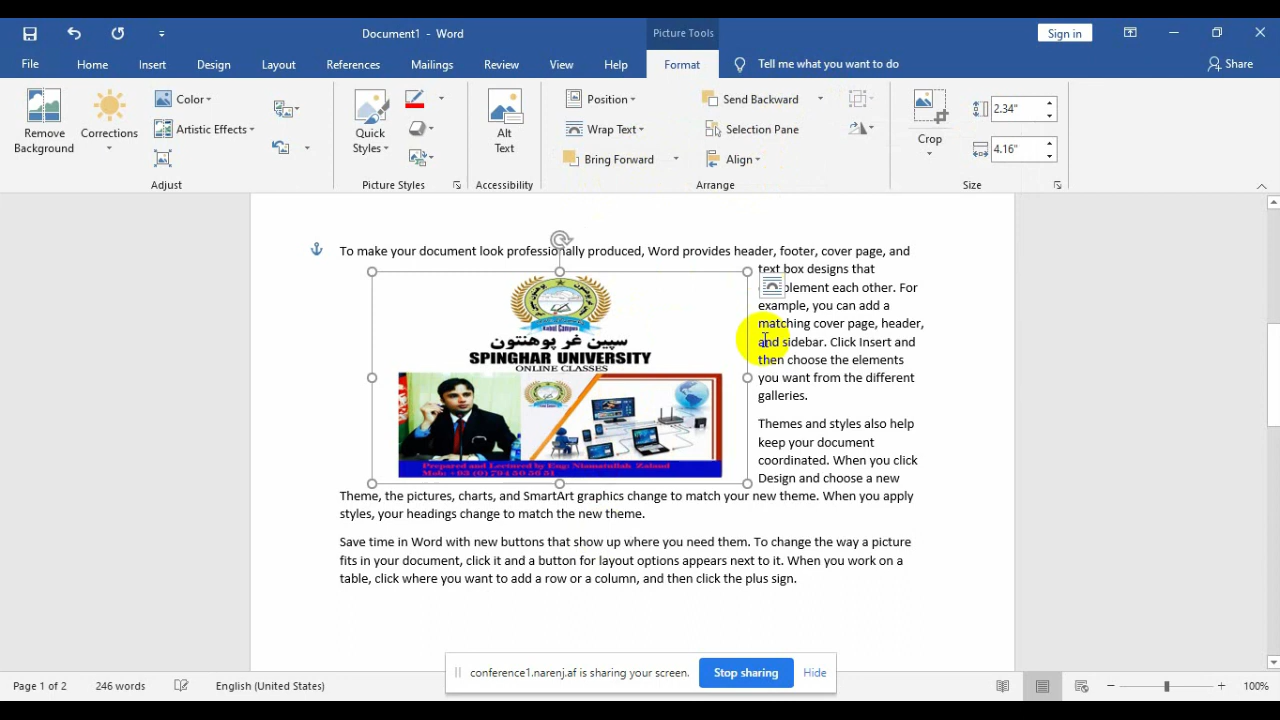 Document1 - Word
Picture Tools
Sign in
File
Home
Insert
Design
Layout
References
Mailings
Review
View
Help
Format
Tell me what you want to do
Share
Remove
Background
Corrections
Color
Artistic Effects
Adjust
Quick
Styles
Picture Styles
Alt
Text
Accessibility
Position
Wrap Text
Bring Forward
Send Backward
Selection Pane
Align
Arrange
Crop
2.34"
4.16"
Size
To make your document look professionally produced, Word provides header, footer, cover page, and
text box designs that
plement each other. For
example, you can add a
matching cover page, header,
and sidebar. Click Insert and
then choose the elements
you want from the different
galleries.
Kabul Campus
سپین غر پوهنتون
SPINGHAR UNIVERSITY
ONLINE CLASSES
Prepared and Lectured by Eng: Niamatullah Zaland
Themes and styles also help
keep your document
coordinated. When you click
Design and choose a new
Theme, the pictures, charts, and SmartArt graphics change to match your new theme. When you apply
styles, your headings change to match the new theme.
Save time in Word with new buttons that show up where you need them. To change the way a picture
fits in your document, click it and a button for layout options appears next to it. When you work on a
table, click where you want to add a row or a column, and then click the plus sign.
conference1.narenj.af is sharing your screen.
Stop sharing
Hide
Page 1 of 2
246 words
English (United States)
100%